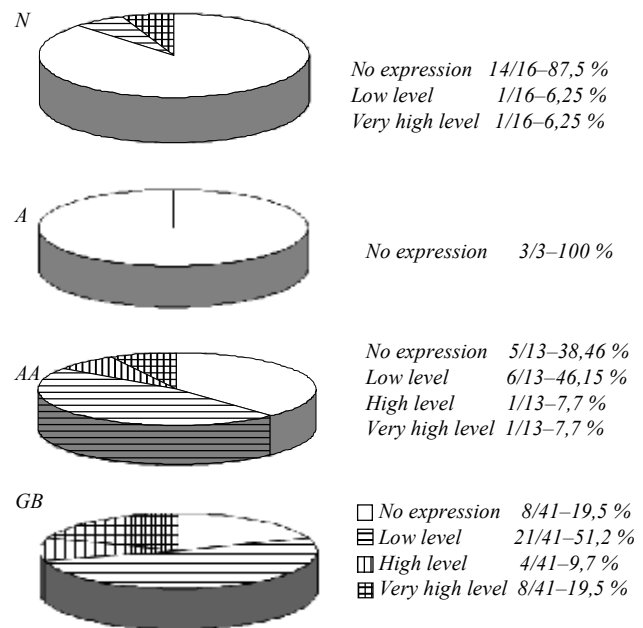 N
No expression 14/16–87,5 %
Low level 1/16–6,25 %
Very high level 1/16–6,25 %
A
No expression 3/3–100 %
AA
No expression 5/13–38,46 %
Low level 6/13–46,15 %
High level 1/13–7,7 %
Very high level 1/13–7,7 %
GB
No expression 8/41–19,5 %
Low level 21/41–51,2 %
High level 4/41–9,7 %
Very high level 8/41–19,5 %